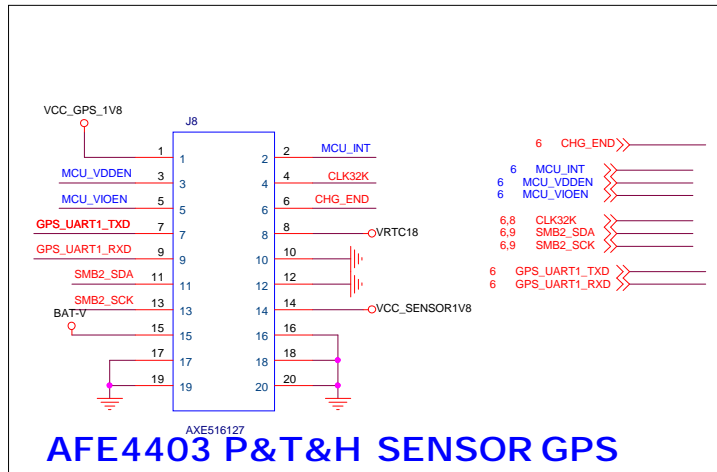 J8
VCC_GPS_1V8
1 1 2 2 MCU_INT
MCU_VDDEN 3 3 4 4 CLK32K
MCU_VIOEN 5 5 6 6 CHG_END
GPS_UART1_TXD 7 7 8 8 VRTC18
GPS_UART1_RXD 9 9 10 10
SMB2_SDA 11 11 12 12
SMB2_SCK 13 13 14 14 VCC_SENSOR1V8
BAT-V 15 15 16 16
17 17 18 18
19 19 20 20
AXE516127
6 CHG_END
6 MCU_INT
6 MCU_VDDEN
6 MCU_VIOEN
6,8 CLK32K
6,9 SMB2_SDA
6,9 SMB2_SCK
6 GPS_UART1_TXD
6 GPS_UART1_RXD
AFE4403 P&T&H SENSOR GPS